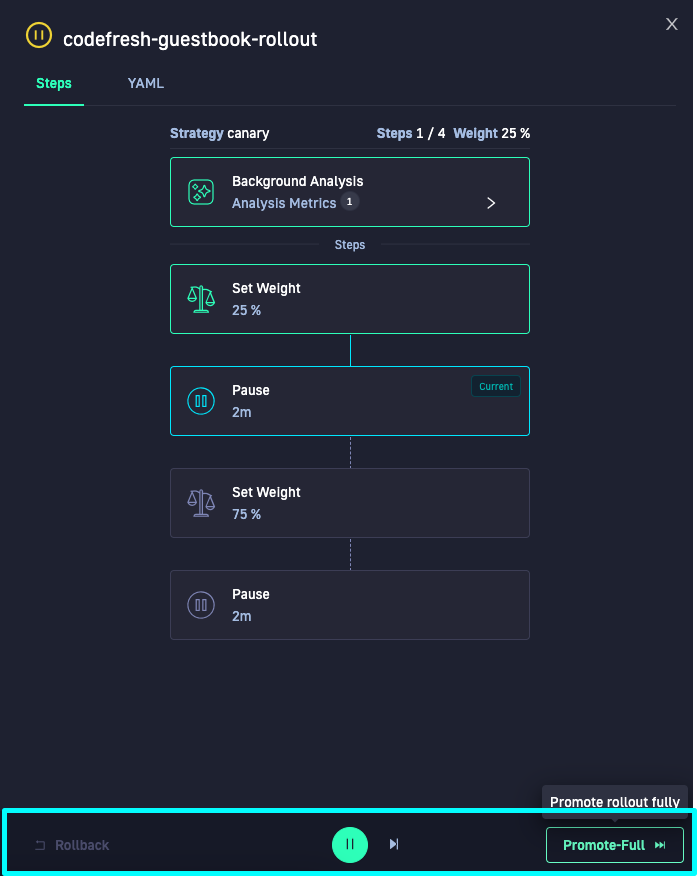 codefresh-guestbook-rollout
X
Steps YAML
Strategy canary Steps 1 / 4 Weight 25 %
Background Analysis
Analysis Metrics 1
Steps
Set Weight
25 %
Pause
Current
2m
Set Weight
75 %
Pause
2m
Promote rollout fully
Rollback
Promote-Full